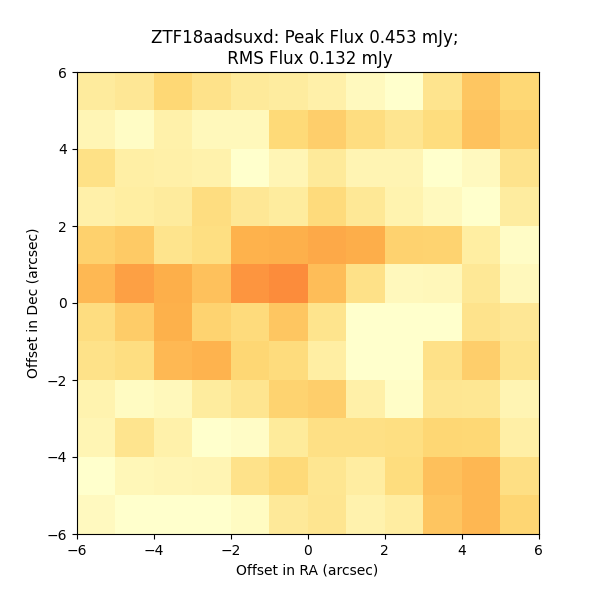 ZTF18aadsuxd: Peak Flux 0.453 mJy;
RMS Flux 0.132 mJy
6
4
2
0
−2
−4
−6
Offset in Dec (arcsec)
−6 −4 −2 0 2 4 6
Offset in RA (arcsec)